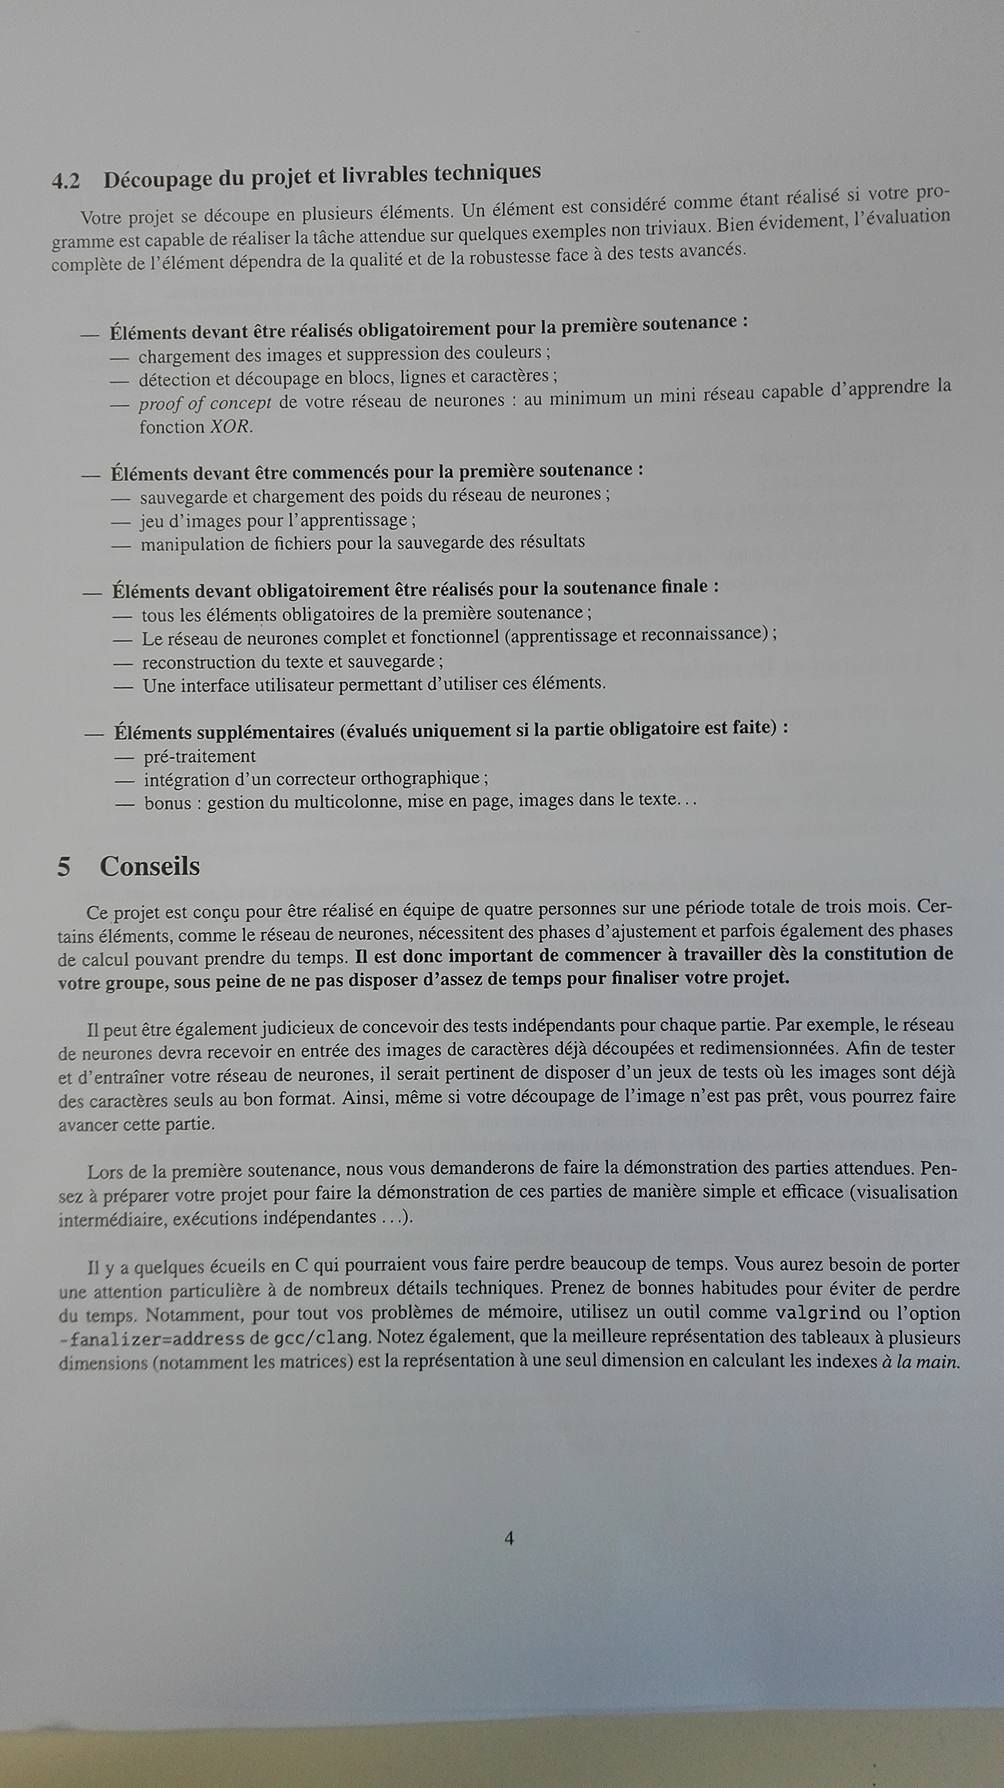 4.2 Découpage du projet et livrables techniques
Votre projet se découpe en plusieurs éléments. Un élément est considéré comme étant réalisé si votre pro-
gramme est capable de réaliser la tâche attendue sur quelques exemples non triviaux. Bien évidement, l'évaluation
complète de l'élément dépendra de la qualité et de la robustesse face à des tests avancés.
— Éléments devant être réalisés obligatoirement pour la première soutenance :
— chargement des images et suppression des couleurs ;
— détection et découpage en blocs, lignes et caractères ;
— proof of concept de votre réseau de neurones : au minimum un mini réseau capable d'apprendre la
fonction XOR.
— Éléments devant être commencés pour la première soutenance :
— sauvegarde et chargement des poids du réseau de neurones ;
— jeu d'images pour l'apprentissage ;
— manipulation de fichiers pour la sauvegarde des résultats
— Éléments devant obligatoirement être réalisés pour la soutenance finale :
— tous les éléments obligatoires de la première soutenance ;
— Le réseau de neurones complet et fonctionnel (apprentissage et reconnaissance) ;
— reconstruction du texte et sauvegarde ;
— Une interface utilisateur permettant d'utiliser ces éléments.
— Éléments supplémentaires (évalués uniquement si la partie obligatoire est faite) :
— pré-traitement
— intégration d'un correcteur orthographique ;
— bonus : gestion du multicolonne, mise en page, images dans le texte...
5 Conseils
Ce projet est conçu pour être réalisé en équipe de quatre personnes sur une période totale de trois mois. Cer-
tains éléments, comme le réseau de neurones, nécessitent des phases d'ajustement et parfois également des phases
de calcul pouvant prendre du temps. Il est donc important de commencer à travailler dès la constitution de
votre groupe, sous peine de ne pas disposer d'assez de temps pour finaliser votre projet.
Il peut être également judicieux de concevoir des tests indépendants pour chaque partie. Par exemple, le réseau
de neurones devra recevoir en entrée des images de caractères déjà découpées et redimensionnées. Afin de tester
et d'entraîner votre réseau de neurones, il serait pertinent de disposer d'un jeux de tests où les images sont déjà
des caractères seuls au bon format. Ainsi, même si votre découpage de l'image n'est pas prêt, vous pourrez faire
avancer cette partie.
Lors de la première soutenance, nous vous demanderons de faire la démonstration des parties attendues. Pen-
sez à préparer votre projet pour faire la démonstration de ces parties de manière simple et efficace (visualisation
intermédiaire, exécutions indépendantes ...).
Il y a quelques écueils en C qui pourraient vous faire perdre beaucoup de temps. Vous aurez besoin de porter
une attention particulière à de nombreux détails techniques. Prenez de bonnes habitudes pour éviter de perdre
du temps. Notamment, pour tout vos problèmes de mémoire, utilisez un outil comme valgrind ou l'option
-fanalizer=address de gcc/clang. Notez également, que la meilleure représentation des tableaux à plusieurs
dimensions (notamment les matrices) est la représentation à une seul dimension en calculant les indexes à la main.
4